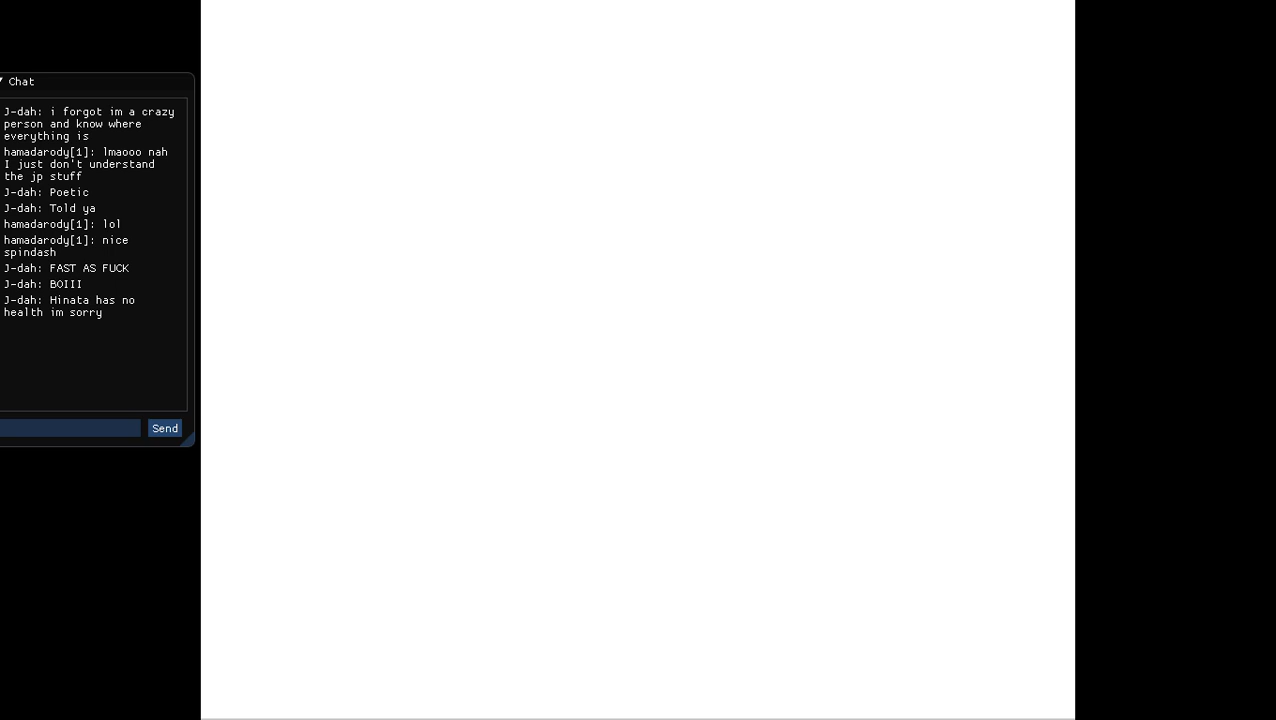 Chat
J-dah: i forgot im a crazy
person and know where
everything is
hamadarody[1]: lmaooo nah
I just don't understand
the jp stuff
J-dah: Poetic
J-dah: Told ya
hamadarody[1]: lol
hamadarody[1]: nice
spindash
J-dah: FAST AS FUCK
J-dah: BOIII
J-dah: Hinata has no
health im sorry
Send